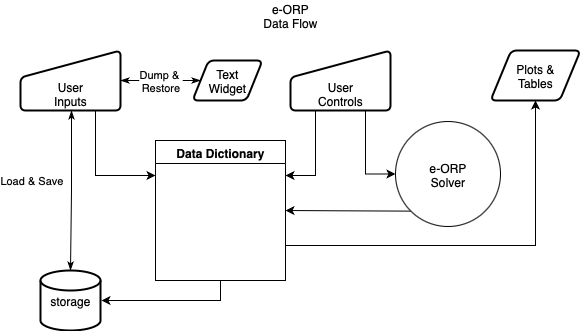 e-ORP
Data Flow
User
Inputs
Dump &
Restore
Text
Widget
User
Controls
Plots &
Tables
Data Dictionary
e-ORP
Solver
Load & Save
storage